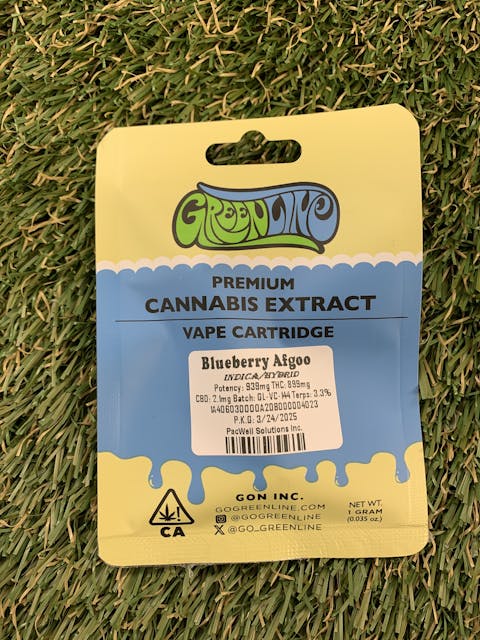 GREENLINE
PREMIUM
CANNABIS EXTRACT
VAPE CARTRIDGE
Blueberry Afgoo
INDICA/HYBRID
Potency: 939mg THC: 899mg
CBD: 2.1mg Batch: GL-VC-144 Terps: 3.3%
1A40603000A208000004023
P.K.G: 3/24/2025
PacWell Solutions Inc.
GON INC.
GOGREENLINE.COM
@GOGREENLINE
X @GO_GREENLINE
CA
NET WT.
1 GRAM
(0.035 oz.)